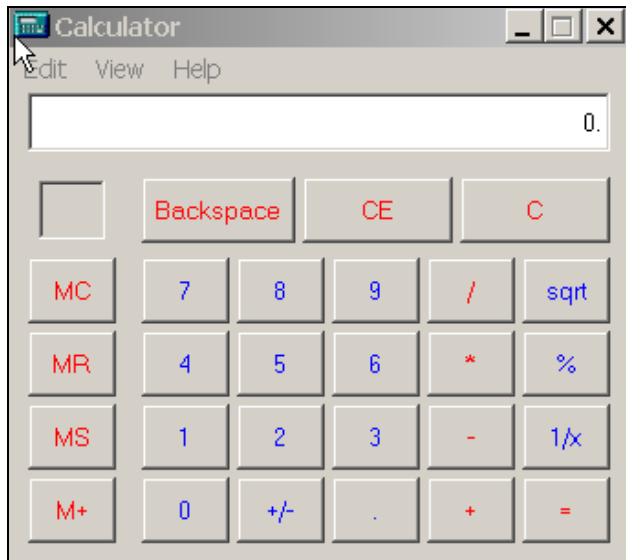 Calculator
Edit View Help
0.
Backspace CE C
MC 7 8 9 / sqrt
MR 4 5 6 * %
MS 1 2 3 - 1/x
M+ 0 +/- . + =